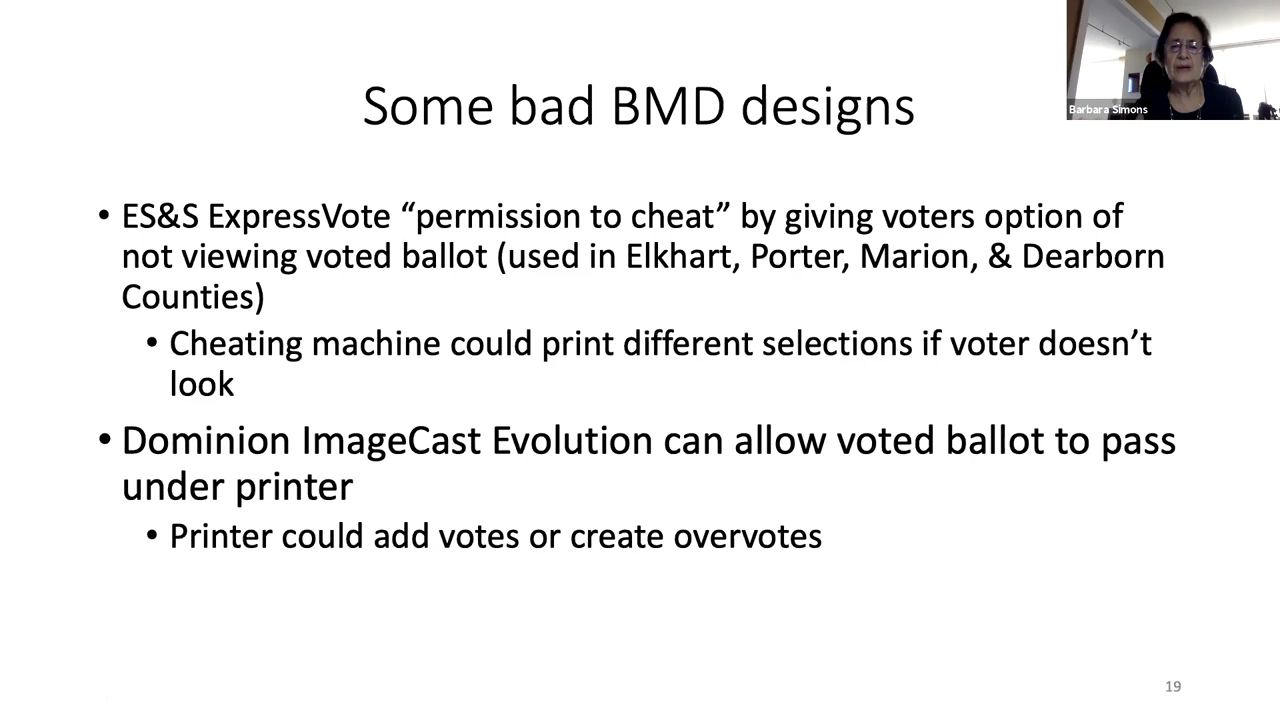 Barbara Simons
Some bad BMD designs
• ES&S ExpressVote “permission to cheat” by giving voters option of
not viewing voted ballot (used in Elkhart, Porter, Marion, & Dearborn
Counties)
• Cheating machine could print different selections if voter doesn’t
look
• Dominion ImageCast Evolution can allow voted ballot to pass
under printer
• Printer could add votes or create overvotes
19